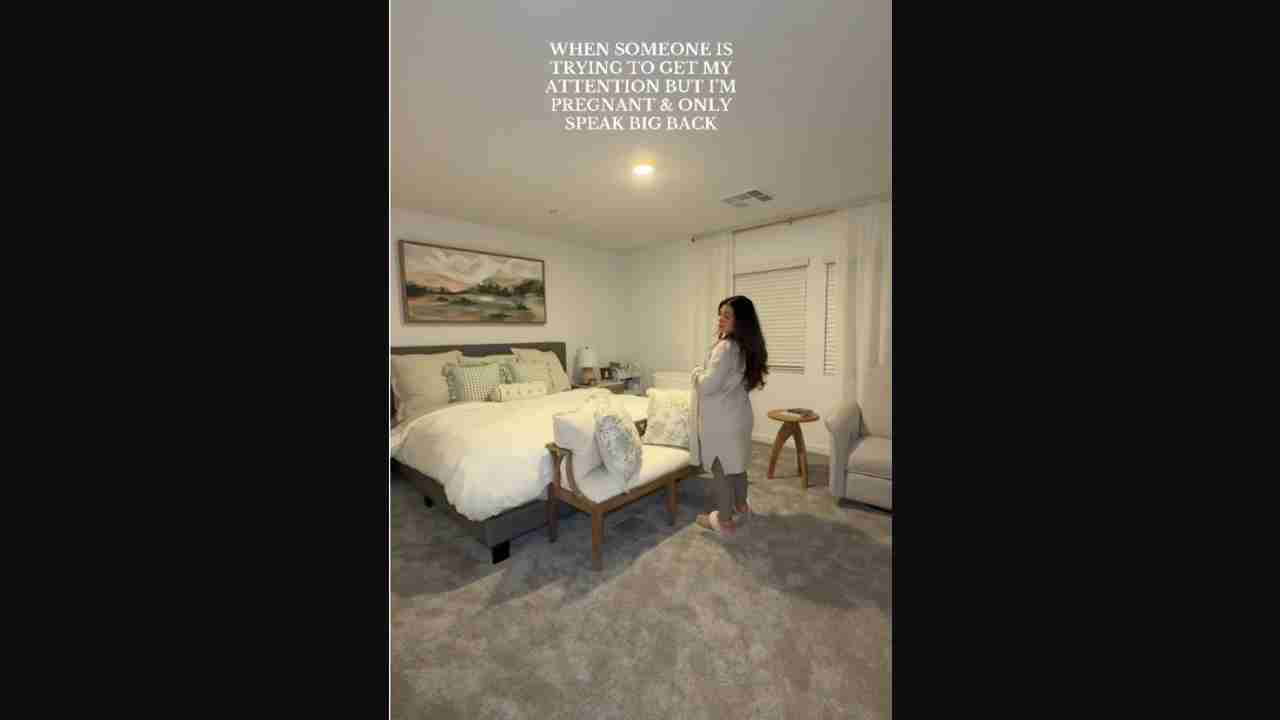 WHEN SOMEONE IS
TRYING TO GET MY
ATTENTION BUT I'M
PREGNANT & ONLY
SPEAK BIG BACK